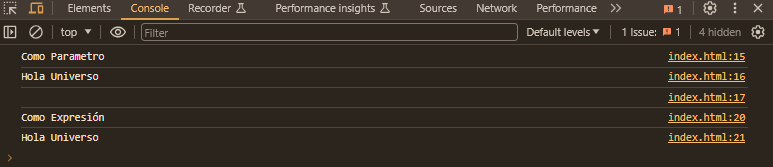 Elements Console Recorder Performance insights Sources Network Performance 1
top Filter Default levels 1 Issue: 1 4 hidden
Como Parametro index.html:15
Hola Universo index.html:16
index.html:17
Como Expresión index.html:20
Hola Universo index.html:21